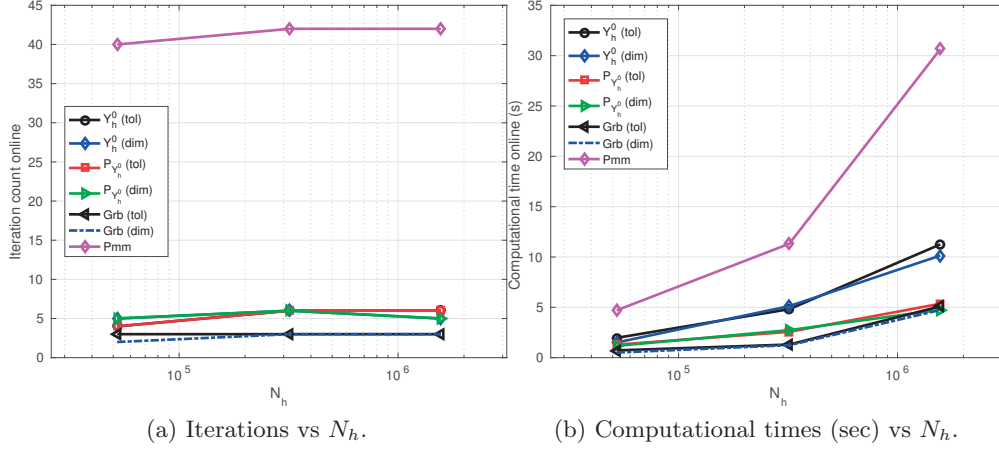 45
40
35
30
25
20
15
10
5
0
Iteration count online
Y_h^0 (tol)
Y_h^0 (dim)
P_{Y_h^0} (tol)
P_{Y_h^0} (dim)
Grb (tol)
Grb (dim)
Pmm
10^5
10^6
N_h
(a) Iterations vs N_h.
35
30
25
20
15
10
5
0
Computational time online (s)
Y_h^0 (tol)
Y_h^0 (dim)
P_{Y_h^0} (tol)
P_{Y_h^0} (dim)
Grb (tol)
Grb (dim)
Pmm
10^5
10^6
N_h
(b) Computational times (sec) vs N_h.